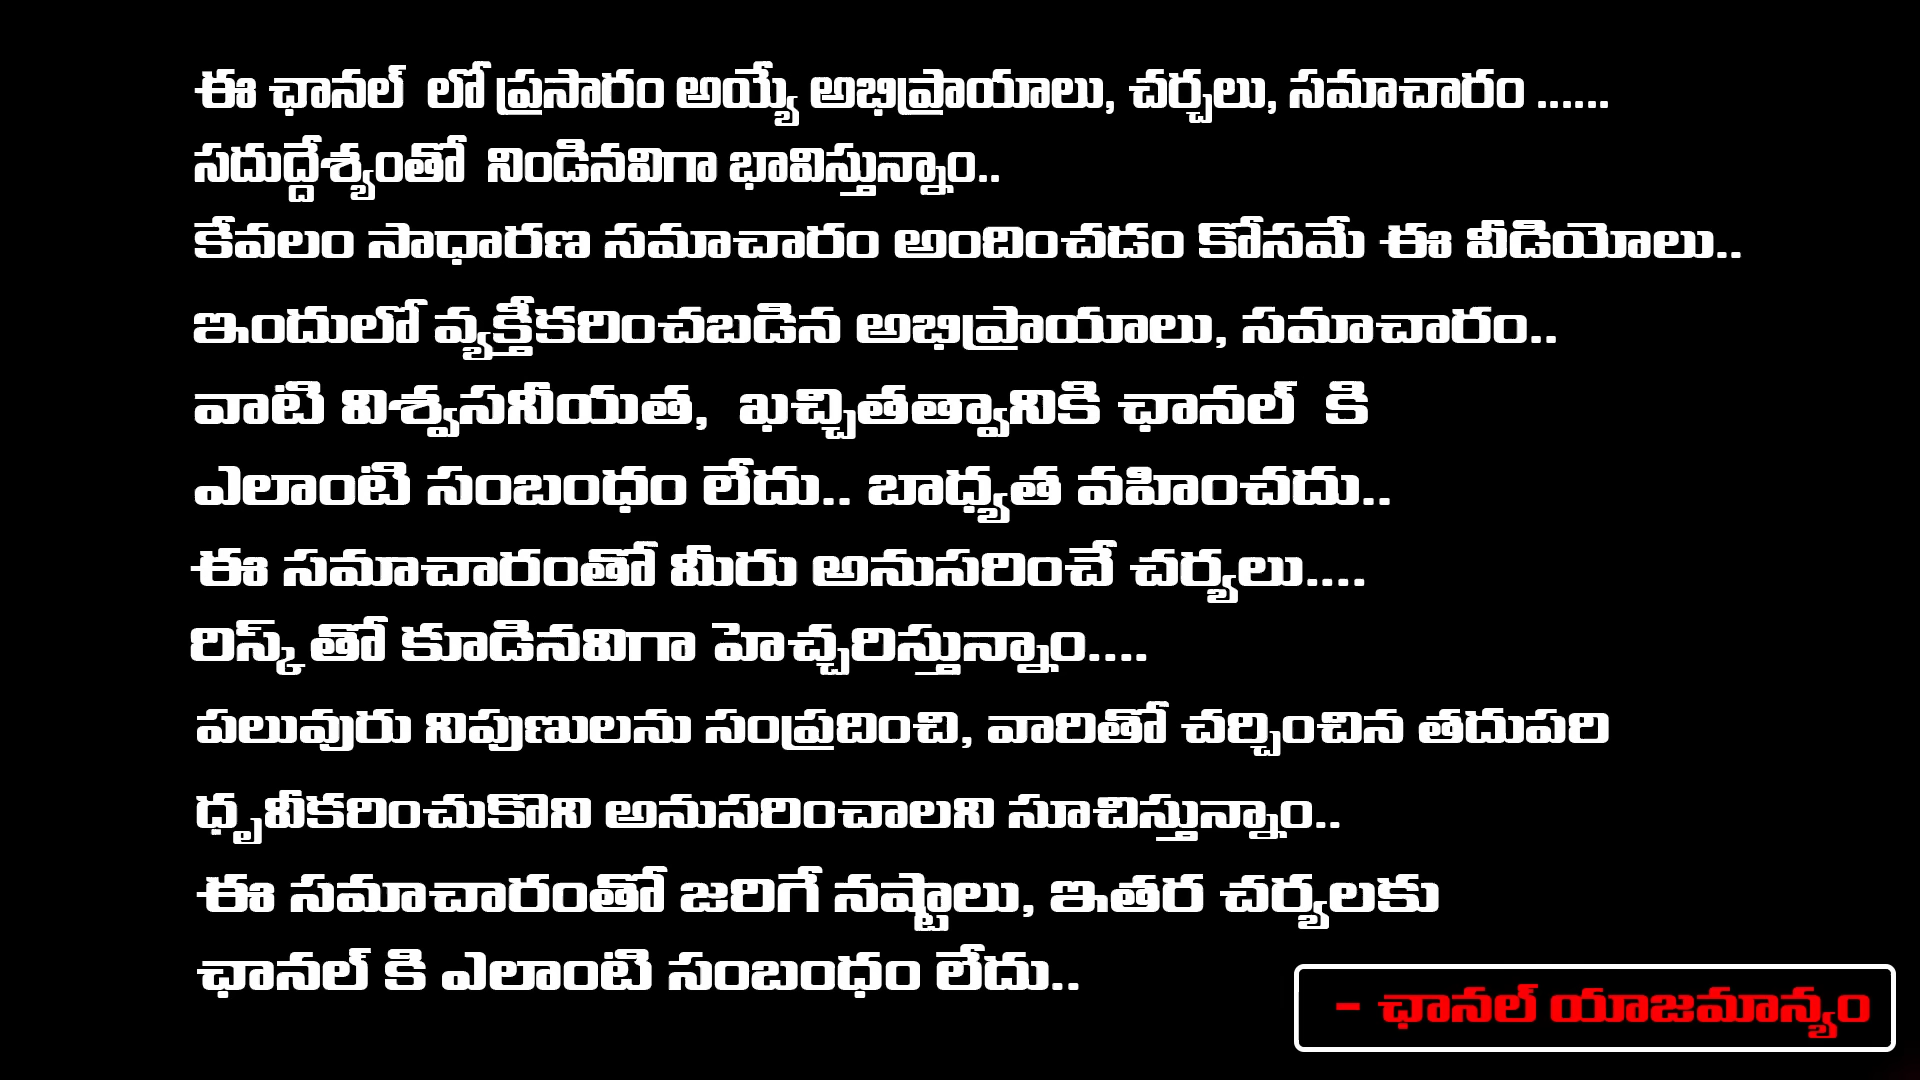 ఈ ఛానల్ లో ప్రసారం అయ్యే అభిప్రాయాలు, చర్చలు, సమాచారం ......
సదుద్దేశ్యంతో నిండినవిగా భావిస్తున్నాం..
కేవలం సాధారణ సమాచారం అందించడం కోసమే ఈ వీడియోలు..
ఇందులో వ్యక్తీకరించబడిన అభిప్రాయాలు, సమాచారం..
వాటి విశ్వసనీయత, ఖచ్చితత్వానికి ఛానల్ కి
ఎలాంటి సంబంధం లేదు.. బాధ్యత వహించదు..
ఈ సమాచారంతో మీరు అనుసరించే చర్యలు....
రిస్క్ తో కూడినవిగా హెచ్చరిస్తున్నాం....
పలువురు నిపుణులను సంప్రదించి, వారితో చర్చించిన తదుపరి
ధృవీకరించుకొని అనుసరించాలని సూచిస్తున్నాం..
ఈ సమాచారంతో జరిగే నష్టాలు, ఇతర చర్యలకు
ఛానల్ కి ఎలాంటి సంబంధం లేదు..
- ఛానల్ యాజమాన్యం